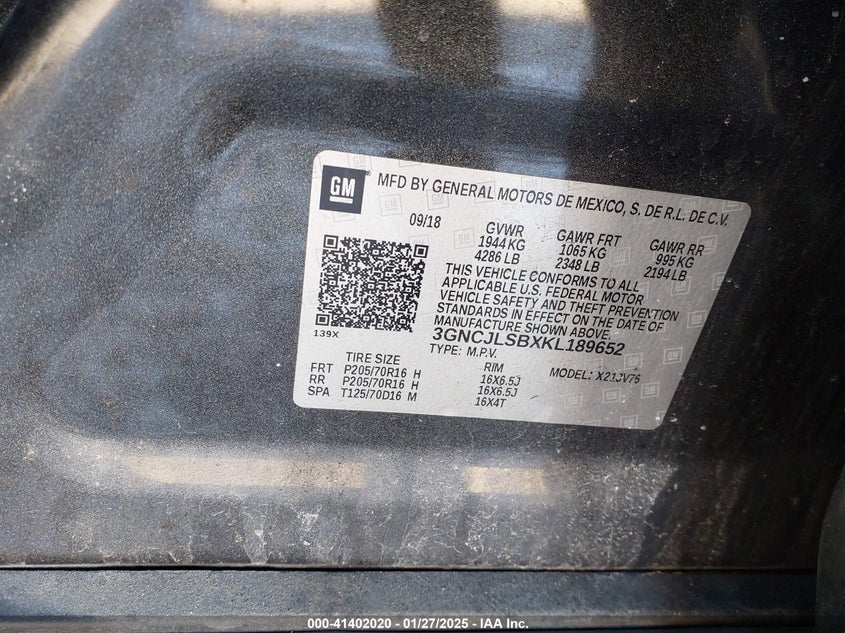 GM
MFD BY GENERAL MOTORS DE MEXICO, S. DE R.L. DE C.V.
09/18
GVWR GAWR FRT GAWR RR
1944 KG 1065 KG 995 KG
4286 LB 2348 LB 2194 LB
THIS VEHICLE CONFORMS TO ALL
APPLICABLE U.S. FEDERAL MOTOR
VEHICLE SAFETY AND THEFT PREVENTION
STANDARDS IN EFFECT ON THE DATE OF
MANUFACTURE SHOWN ABOVE.
3GNCJLSBXKL189652
139X
TYPE: M.P.V. MODEL: X21JV76
TIRE SIZE RIM
FRT P205/70R16 H 16X6.5J
RR P205/70R16 H 16X6.5J
SPA T125/70D16 M 16X4T
000-41402020 - 01/27/2025 - IAA Inc.